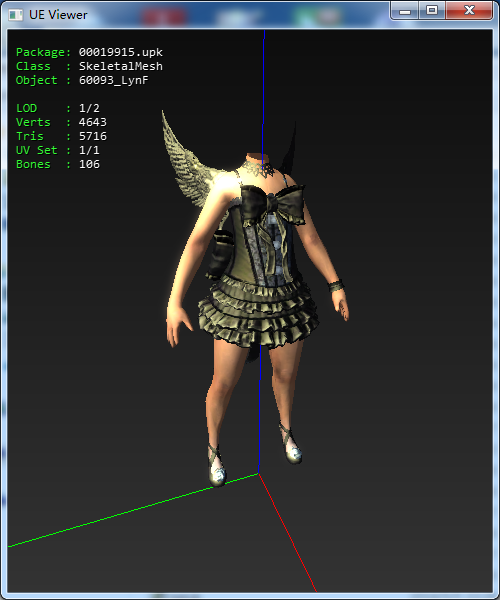 UE Viewer
Package: 00019915.upk
Class  : SkeletalMesh
Object : 60093_LynF
LOD    : 1/2
Verts  : 4643
Tris   : 5716
UV Set : 1/1
Bones  : 106